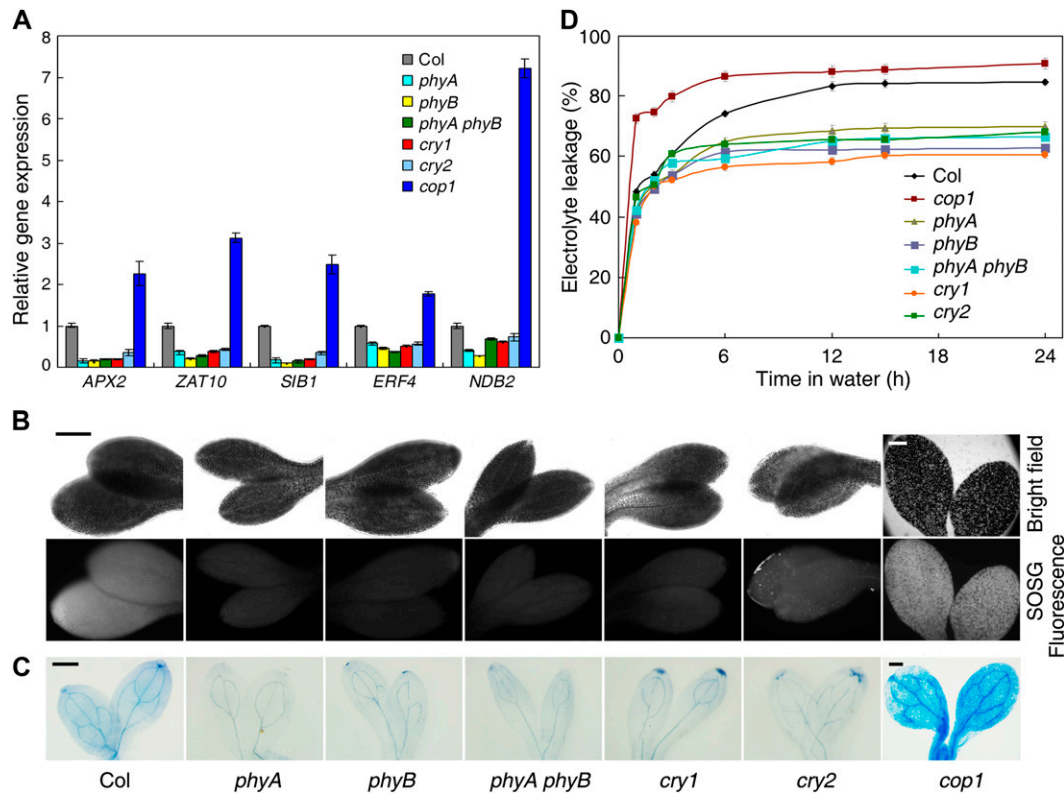 A
Relative gene expression
8
7
6
5
4
3
2
1
0
Col
phyA
phyB
phyA phyB
cry1
cry2
cop1
APX2 ZAT10 SIB1 ERF4 NDB2
D
Electrolyte leakage (%)
100
80
60
40
20
0
Col
cop1
phyA
phyB
phyA phyB
cry1
cry2
0 6 12 18 24
Time in water (h)
B
Bright field
SOSG
Fluorescence
C
Col phyA phyB phyA phyB cry1 cry2 cop1